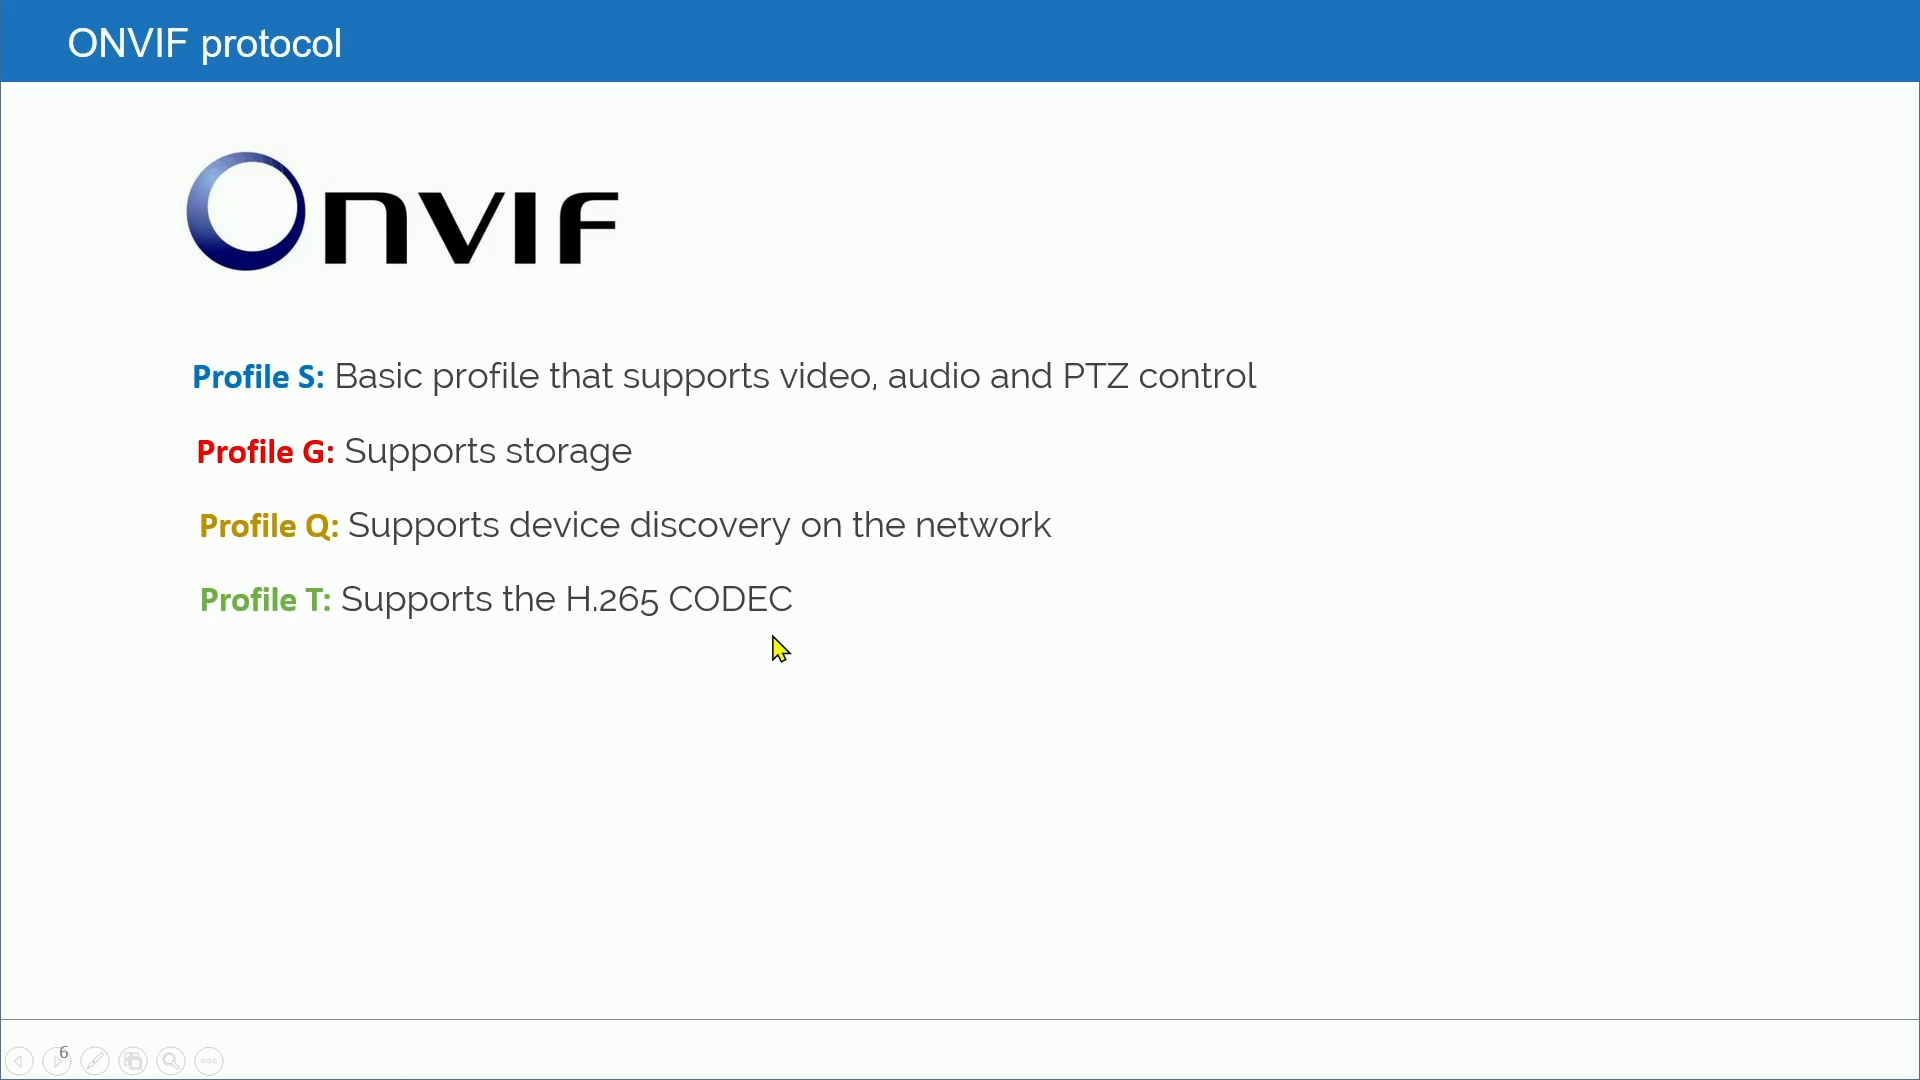 ONVIF protocol
Onvif
Profile S: Basic profile that supports video, audio and PTZ control
Profile G: Supports storage
Profile Q: Supports device discovery on the network
Profile T: Supports the H.265 CODEC
6